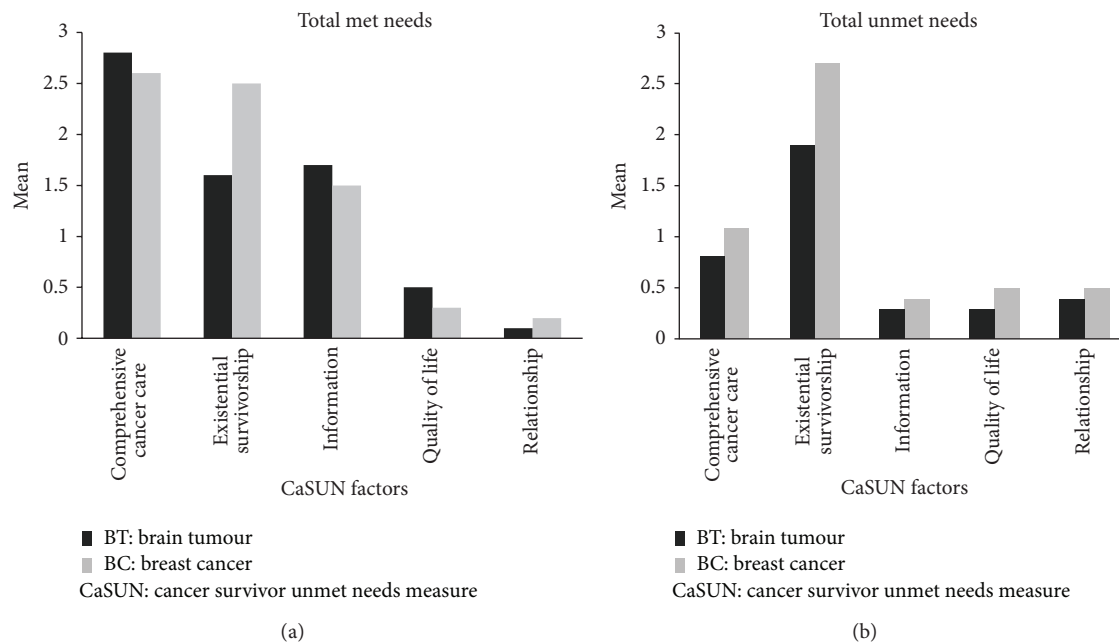 Total met needs
3
2.5
2
1.5
1
0.5
0
Mean
Comprehensive
cancer care
Existential
survivorship
Information
Quality of life
Relationship
CaSUN factors
BT: brain tumour
BC: breast cancer
CaSUN: cancer survivor unmet needs measure
(a)
Total unmet needs
3
2.5
2
1.5
1
0.5
0
Mean
Comprehensive
cancer care
Existential
survivorship
Information
Quality of life
Relationship
CaSUN factors
BT: brain tumour
BC: breast cancer
CaSUN: cancer survivor unmet needs measure
(b)